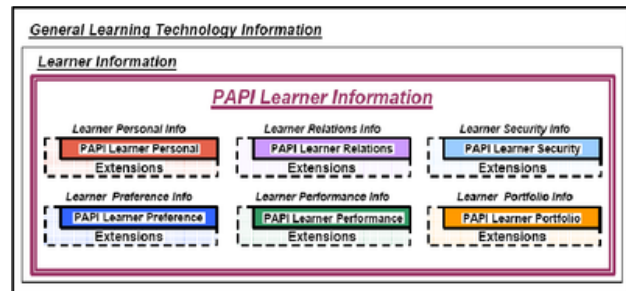 General Learning Technology Information
Learner Information
PAPI Learner Information
Learner Personal Info
PAPI Learner Personal
Extensions
Learner Relations Info
PAPI Learner Relations
Extensions
Learner Security Info
PAPI Learner Security
Extensions
Learner Preference Info
PAPI Learner Preference
Extensions
Learner Performance Info
PAPI Learner Performance
Extensions
Learner Portfolio Info
PAPI Learner Portfolio
Extensions